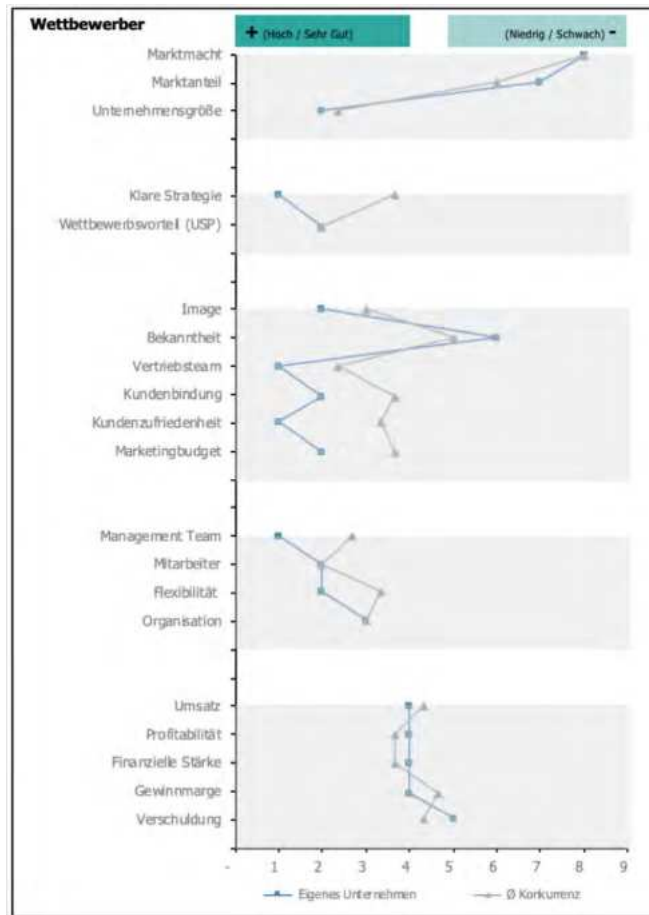 Wettbewerber
+ (Hoch / Sehr Gut)
(Niedrig / Schwach) -
Marktmacht
Marktanteil
Unternehmensgröße
Klare Strategie
Wettbewerbsvorteil (USP)
Image
Bekanntheit
Vertriebsteam
Kundenbindung
Kundenzufriedenheit
Marketingbudget
Management Team
Mitarbeiter
Flexibilität
Organisation
Umsatz
Profitabilität
Finanzielle Stärke
Gewinnmarge
Verschuldung
- 1 2 3 4 5 6 7 8 9
Eigenes Unternehmen
Ø Konkurrenz